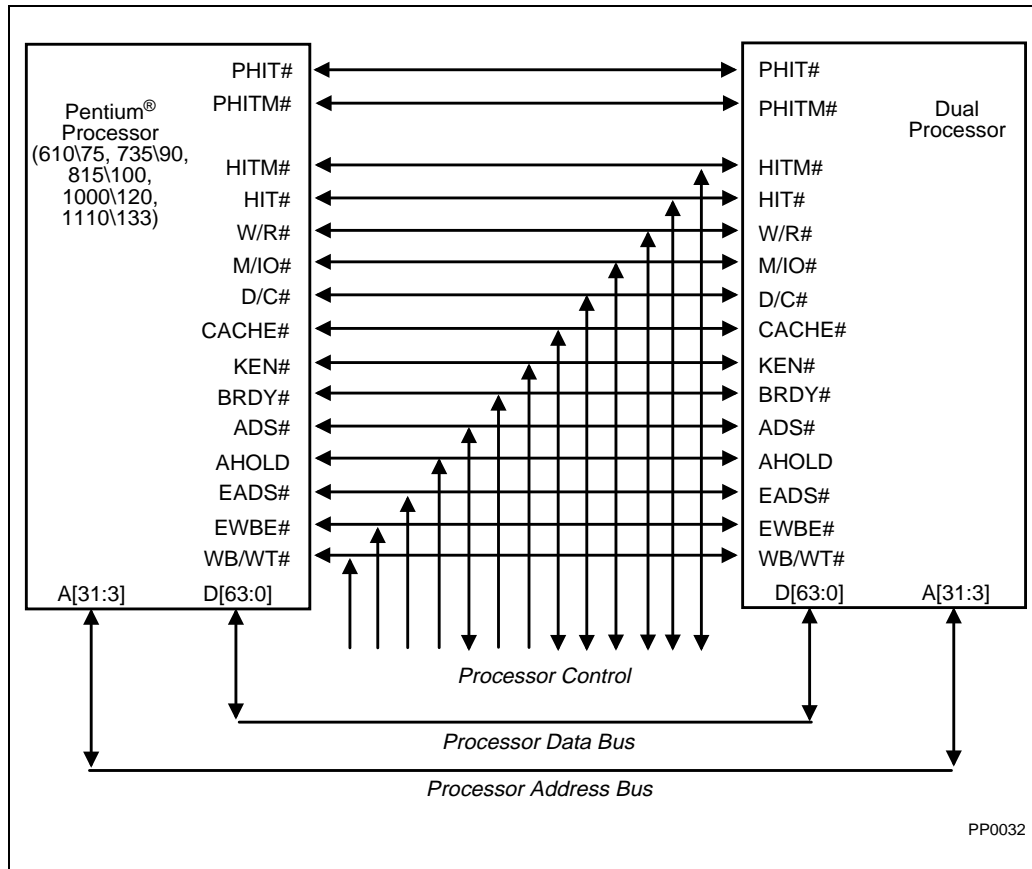 PHIT#
PHITM#
Pentium®
Processor
(610\75, 735\90,
815\100,
1000\120,
1110\133)
HITM#
HIT#
W/R#
M/IO#
D/C#
CACHE#
KEN#
BRDY#
ADS#
AHOLD
EADS#
EWBE#
WB/WT#
A[31:3]
D[63:0]
PHIT#
PHITM#
Dual
Processor
HITM#
HIT#
W/R#
M/IO#
D/C#
CACHE#
KEN#
BRDY#
ADS#
AHOLD
EADS#
EWBE#
WB/WT#
D[63:0]
A[31:3]
Processor Control
Processor Data Bus
Processor Address Bus
PP0032